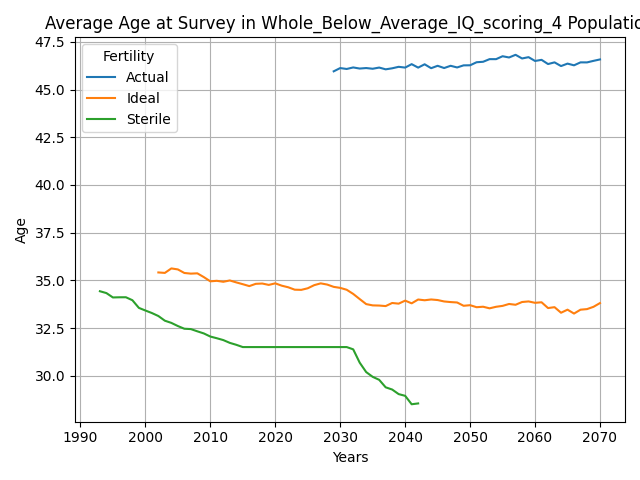 Average Age at Survey in Whole_Below_Average_IQ_scoring_4 Populatio
47.5
45.0
42.5
40.0
37.5
35.0
32.5
30.0
Age
Fertility
Actual
Ideal
Sterile
1990 2000 2010 2020 2030 2040 2050 2060 2070
Years